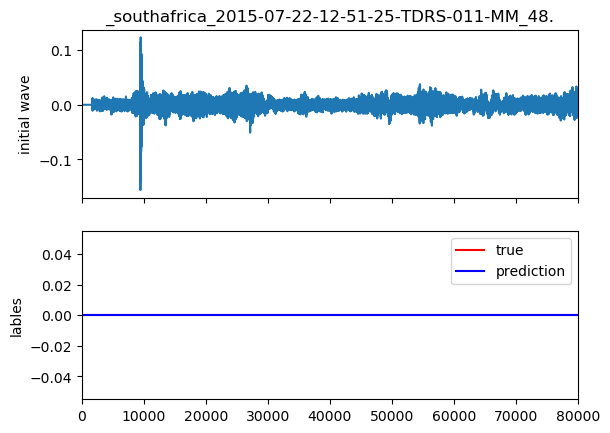 _southafrica_2015-07-22-12-51-25-TDRS-011-MM_48.
initial wave
0.1
0.0
−0.1
lables
0.04
0.02
0.00
−0.02
−0.04
true
prediction
0 10000 20000 30000 40000 50000 60000 70000 80000